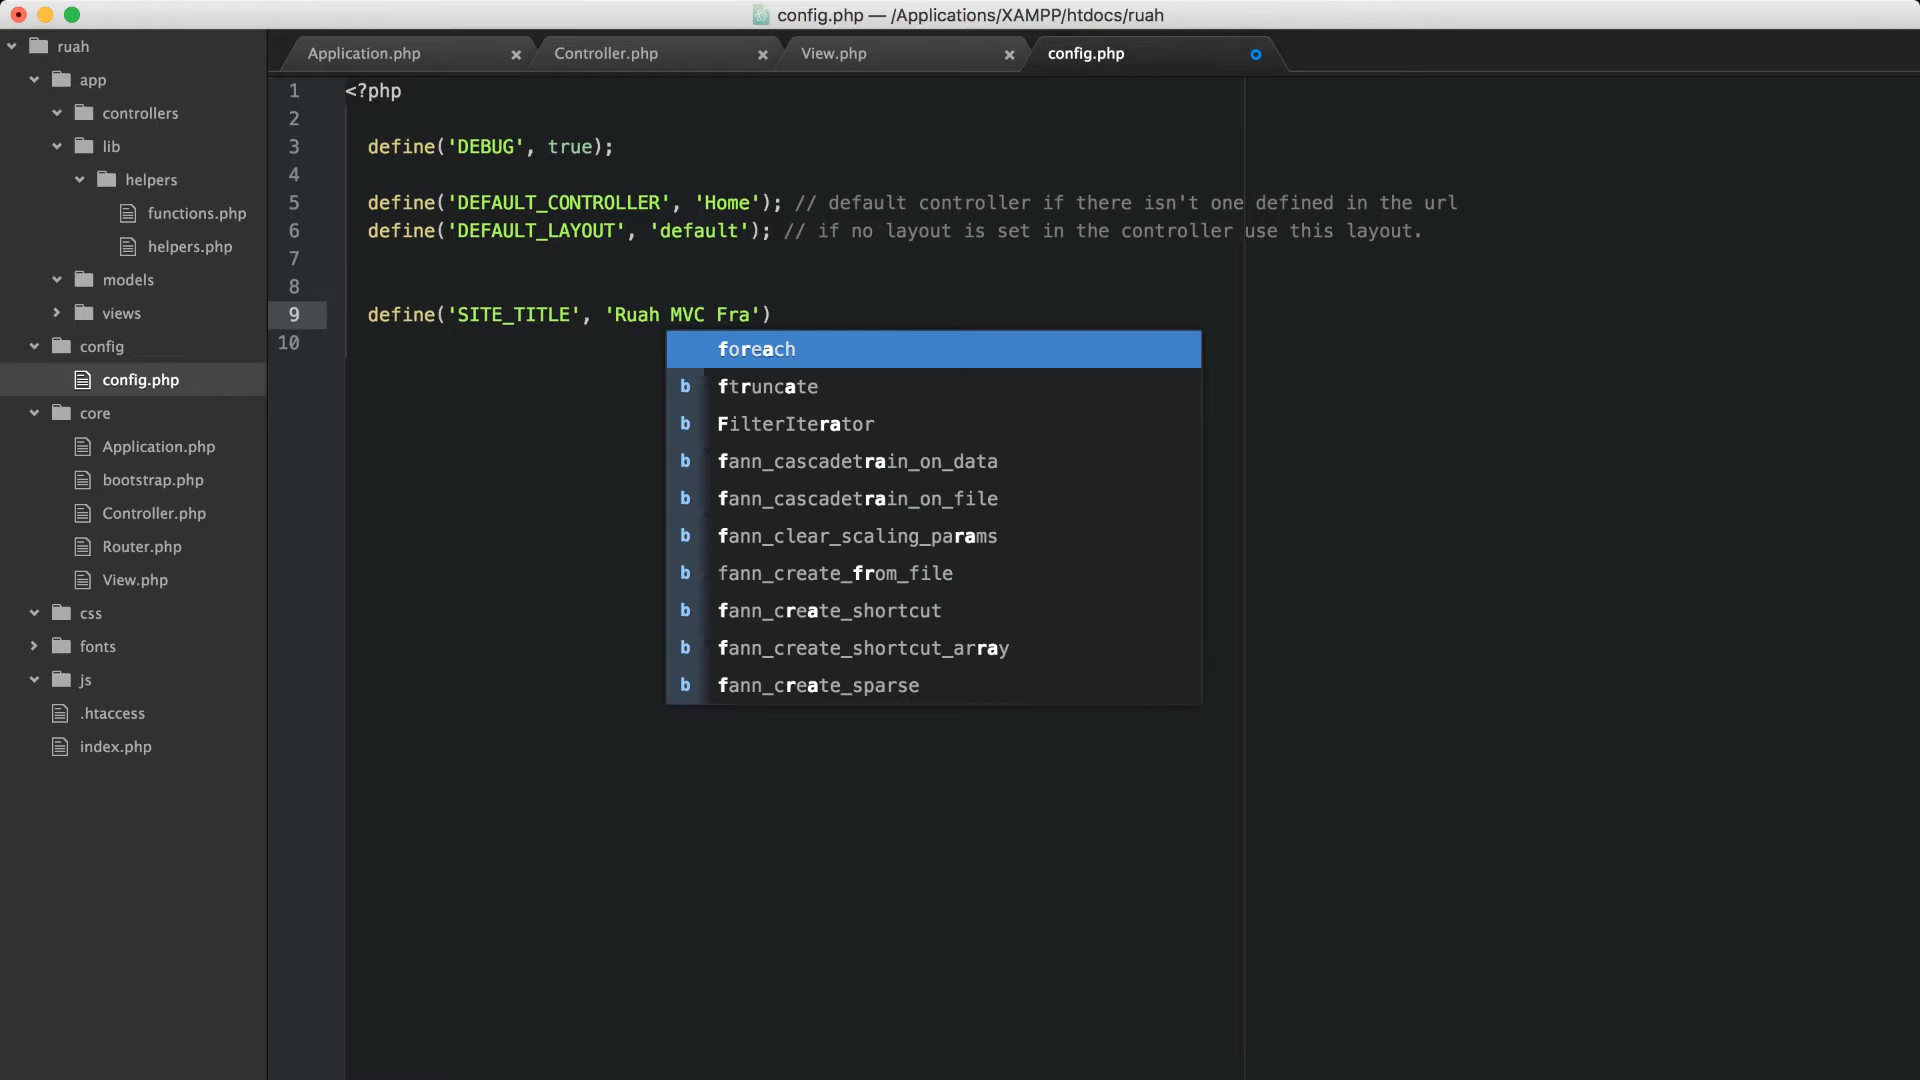 config.php — /Applications/XAMPP/htdocs/ruah
ruah
app
controllers
lib
helpers
functions.php
helpers.php
models
views
config
config.php
core
Application.php
bootstrap.php
Controller.php
Router.php
View.php
css
fonts
js
.htaccess
index.php
Application.php
Controller.php
View.php
config.php
1 <?php
2
3 define('DEBUG', true);
4
5 define('DEFAULT_CONTROLLER', 'Home'); // default controller if there isn't one defined in the url
6 define('DEFAULT_LAYOUT', 'default'); // if no layout is set in the controller use this layout.
7
8
9 define('SITE_TITLE', 'Ruah MVC Fra')
10
foreach
b ftruncate
b FilterIterator
b fann_cascadetrain_on_data
b fann_cascadetrain_on_file
b fann_clear_scaling_params
b fann_create_from_file
b fann_create_shortcut
b fann_create_shortcut_array
b fann_create_sparse